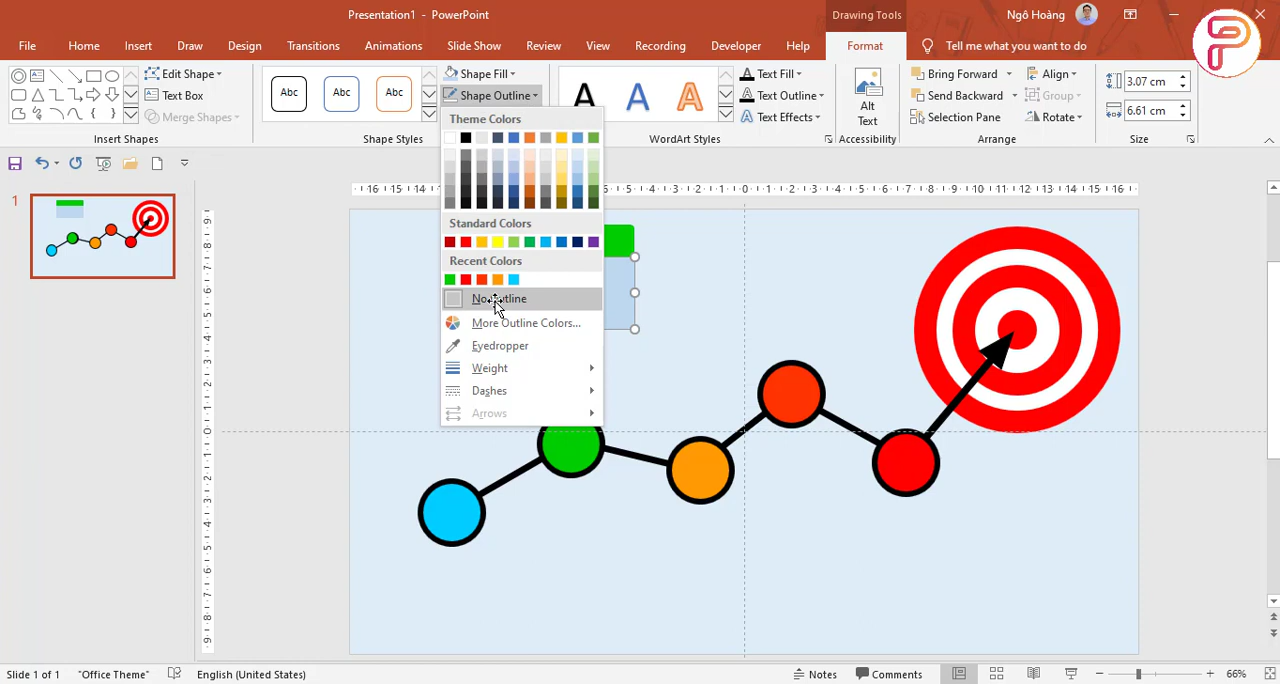 Presentation1 - PowerPoint
Drawing Tools
Ngô Hoàng
File Home Insert Draw Design Transitions Animations Slide Show Review View Recording Developer Help Format Tell me what you want to do
Edit Shape
Text Box
Merge Shapes
Insert Shapes
Abc Abc Abc
Shape Fill
Shape Outline
Shape Styles
A A A
Text Fill
Text Outline
Text Effects
WordArt Styles
Alt
Text
Accessibility
Bring Forward
Send Backward
Selection Pane
Align
Group
Rotate
Arrange
3.07 cm
6.61 cm
Size
Theme Colors
Standard Colors
Recent Colors
No Outline
More Outline Colors...
Eyedropper
Weight
Dashes
Arrows
1
Slide 1 of 1 "Office Theme" English (United States) Notes Comments 66%